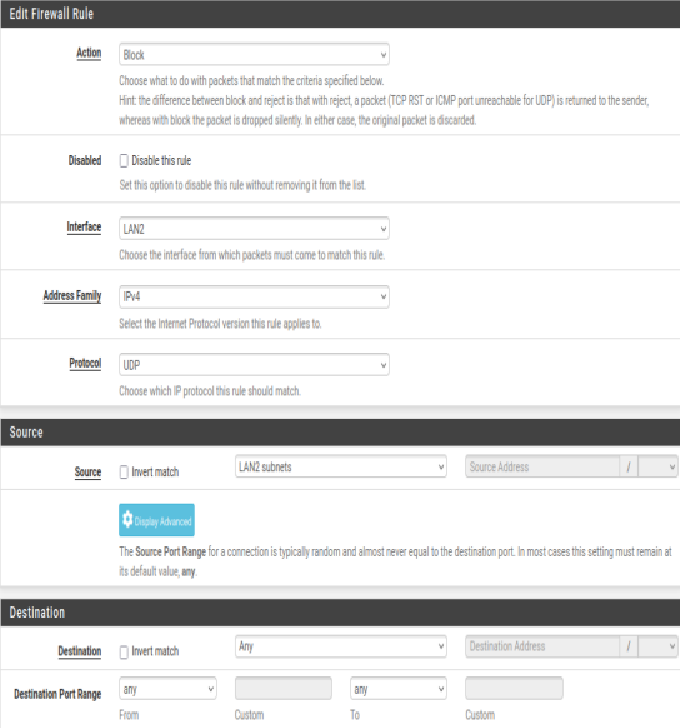 Edit Firewall Rule
Action
Block
Choose what to do with packets that match the criteria specified below.
Hint: the difference between block and reject is that with reject, a packet (TCP RST or ICMP port unreachable for UDP) is returned to the sender,
whereas with block the packet is dropped silently. In either case, the original packet is discarded.
Disabled
Disable this rule
Set this option to disable this rule without removing it from the list.
Interface
LAN2
Choose the interface from which packets must come to match this rule.
Address Family
IPv4
Select the Internet Protocol version this rule applies to.
Protocol
UDP
Choose which IP protocol this rule should match.
Source
Source
Invert match
LAN2 subnets
Source Address
/
Display Advanced
The Source Port Range for a connection is typically random and almost never equal to the destination port. In most cases this setting must remain at
its default value, any.
Destination
Destination
Invert match
Any
Destination Address
/
Destination Port Range
any
any
From
Custom
To
Custom